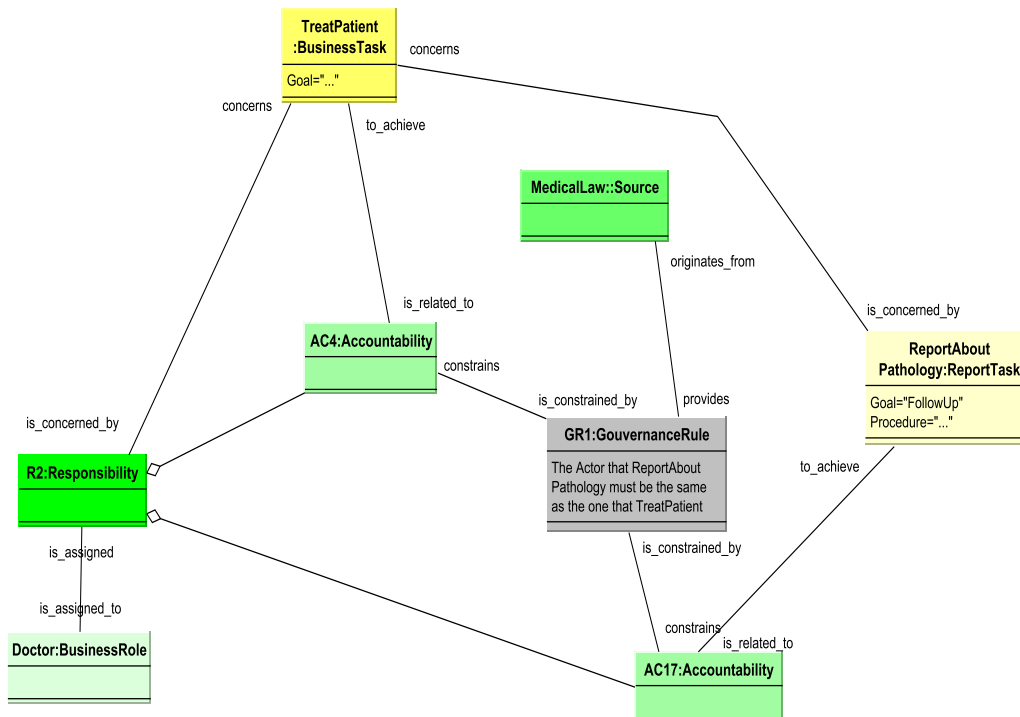 TreatPatient
:BusinessTask
Goal="..."
concerns
concerns
to_achieve
MedicalLaw::Source
originates_from
is_related_to
is_concerned_by
AC4:Accountability
constrains
ReportAbout
Pathology:ReportTask
Goal="FollowUp"
Procedure="..."
is_constrained_by
provides
is_concerned_by
GR1:GouvernanceRule
The Actor that ReportAbout
Pathology must be the same
as the one that TreatPatient
R2:Responsibility
to_achieve
is_assigned
is_constrained_by
is_assigned_to
constrains
is_related_to
Doctor:BusinessRole
AC17:Accountability